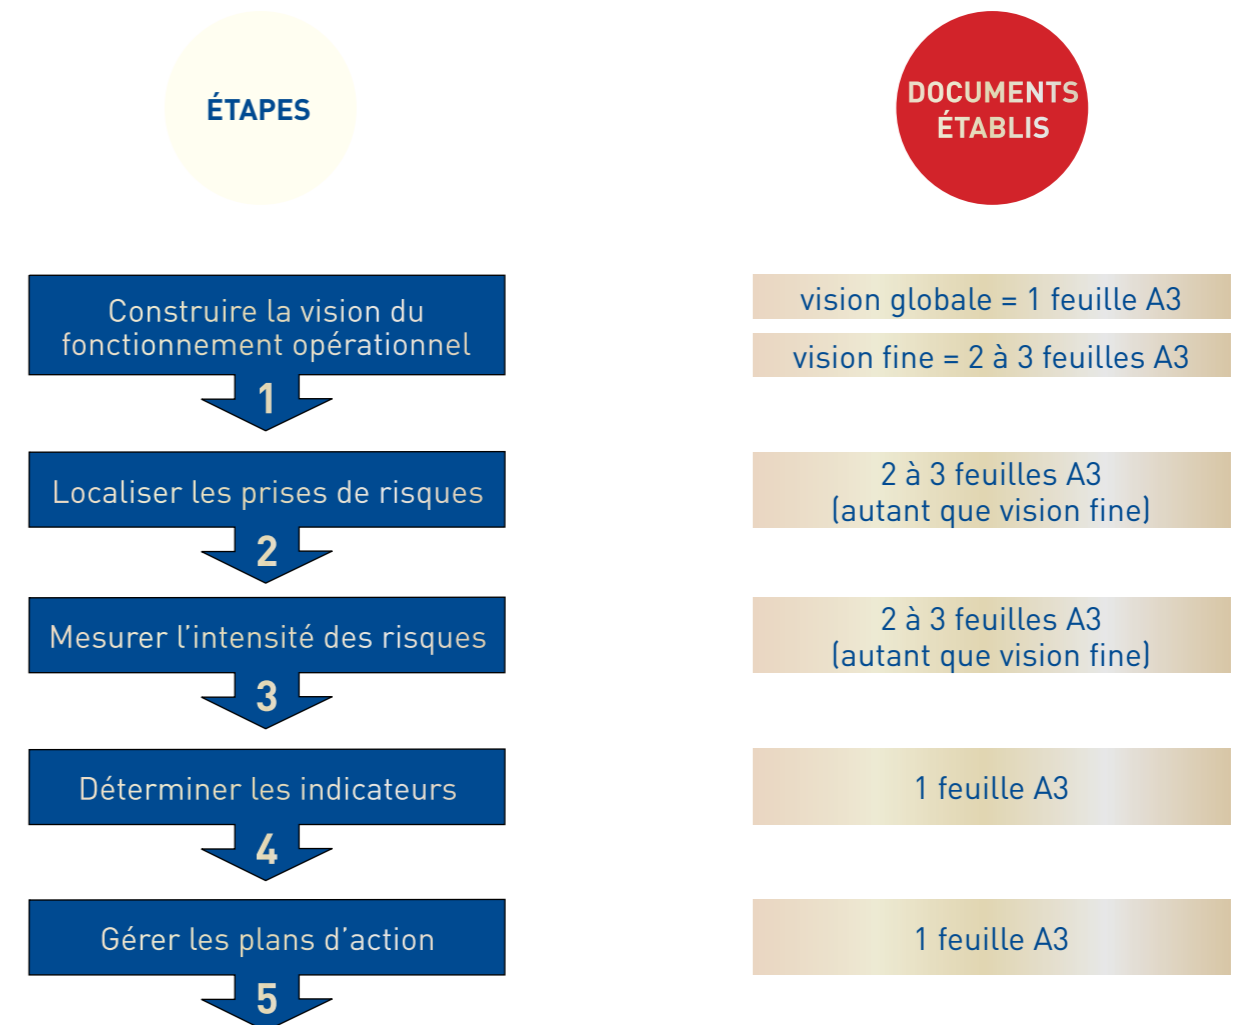 ÉTAPES
DOCUMENTS
ÉTABLIS
Construire la vision du
fonctionnement opérationnel
1
vision globale = 1 feuille A3
vision fine = 2 à 3 feuilles A3
Localiser les prises de risques
2
2 à 3 feuilles A3
(autant que vision fine)
Mesurer l’intensité des risques
3
2 à 3 feuilles A3
(autant que vision fine)
Déterminer les indicateurs
4
1 feuille A3
Gérer les plans d’action
5
1 feuille A3